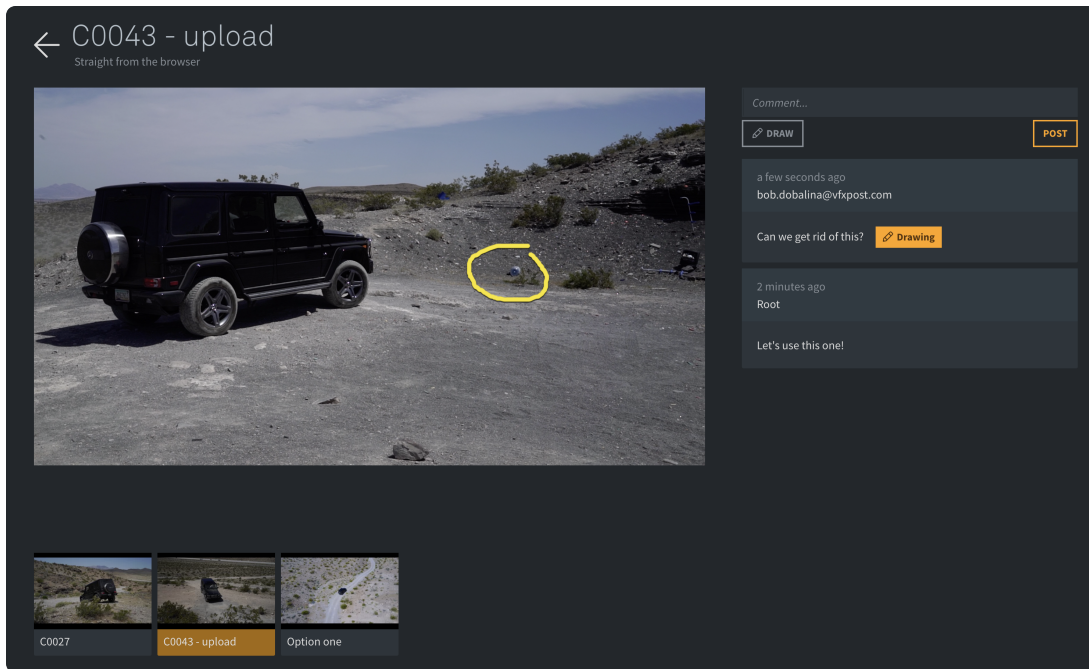 C0043 - upload
Straight from the browser
Comment...
DRAW
POST
a few seconds ago
bob.dobalina@vfxpost.com
Can we get rid of this? Drawing
2 minutes ago
Root
Let's use this one!
C0027
C0043 - upload
Option one